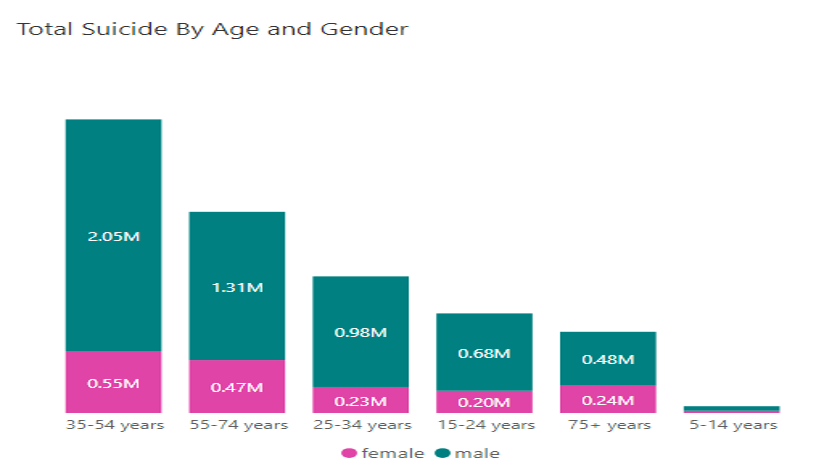 Total Suicide By Age and Gender
2.05M
1.31M
0.98M
0.68M
0.48M
0.55M
0.47M
0.23M
0.20M
0.24M
35-54 years
55-74 years
25-34 years
15-24 years
75+ years
5-14 years
female
male